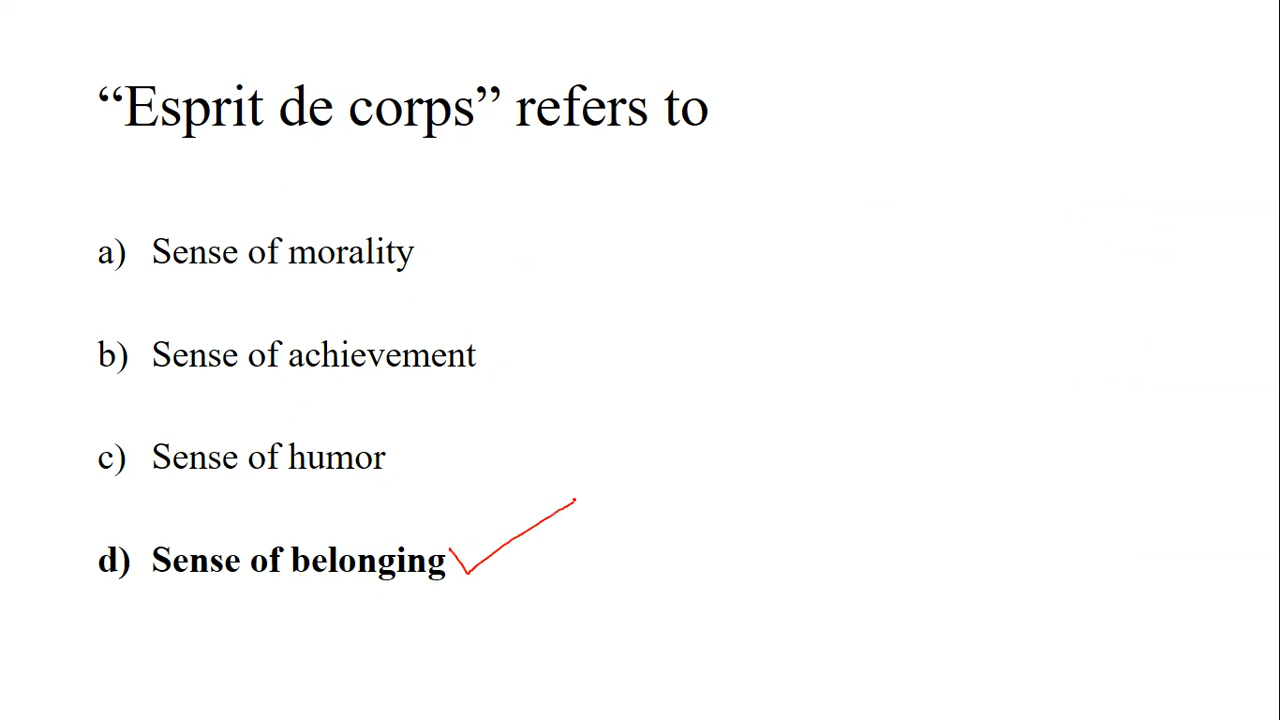 “Esprit de corps” refers to
a) Sense of morality
b) Sense of achievement
c) Sense of humor
d) Sense of belonging